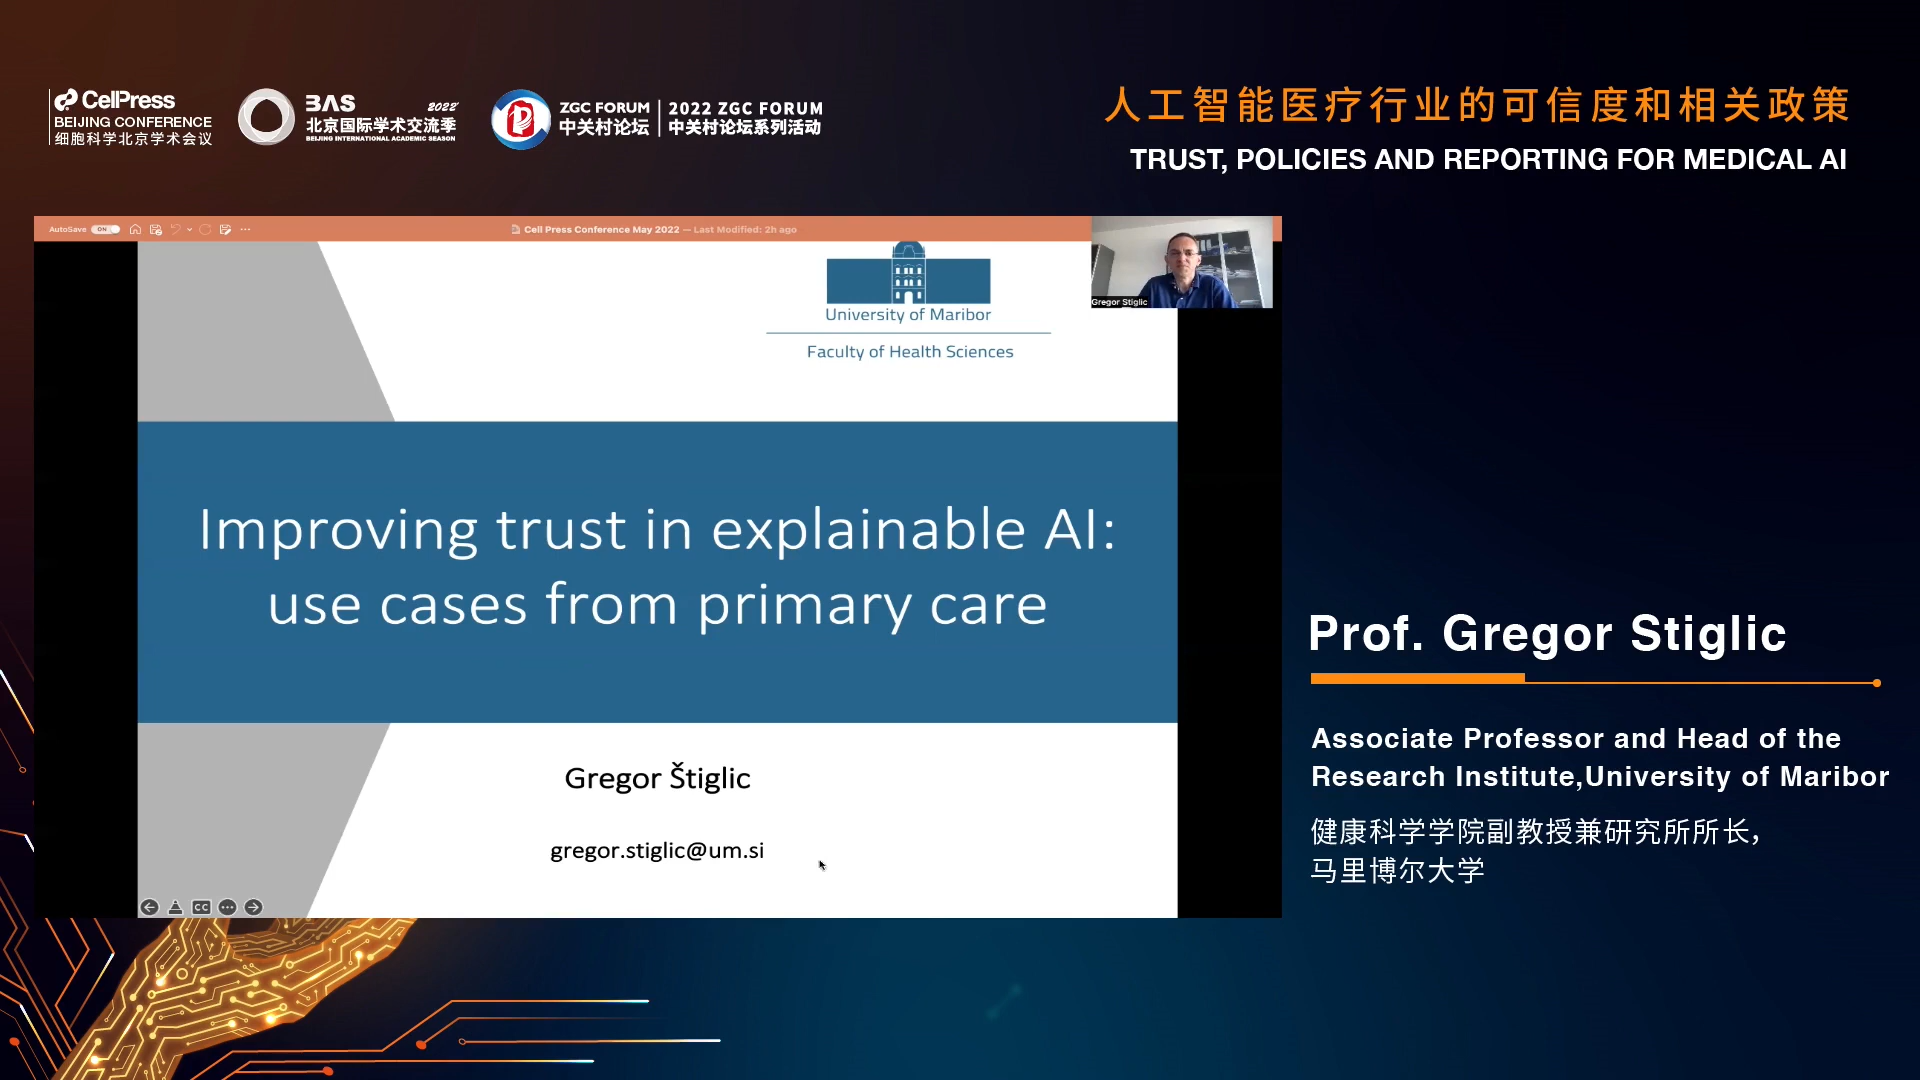 CellPress
BEIJING CONFERENCE
细胞科学北京学术会议
BAS 2022
北京国际学术交流季
BEIJING INTERNATIONAL ACADEMIC SEASON
ZGC FORUM
中关村论坛
2022 ZGC FORUM
中关村论坛系列活动
人工智能医疗行业的可信度和相关政策
TRUST, POLICIES AND REPORTING FOR MEDICAL AI
AutoSave ON
Cell Press Conference May 2022 — Last Modified: 2h ago
Gregor Stiglic
University of Maribor
Faculty of Health Sciences
Improving trust in explainable AI:
use cases from primary care
Gregor Štiglic
gregor.stiglic@um.si
CC
Prof. Gregor Stiglic
Associate Professor and Head of the
Research Institute,University of Maribor
健康科学学院副教授兼研究所所长，
马里博尔大学